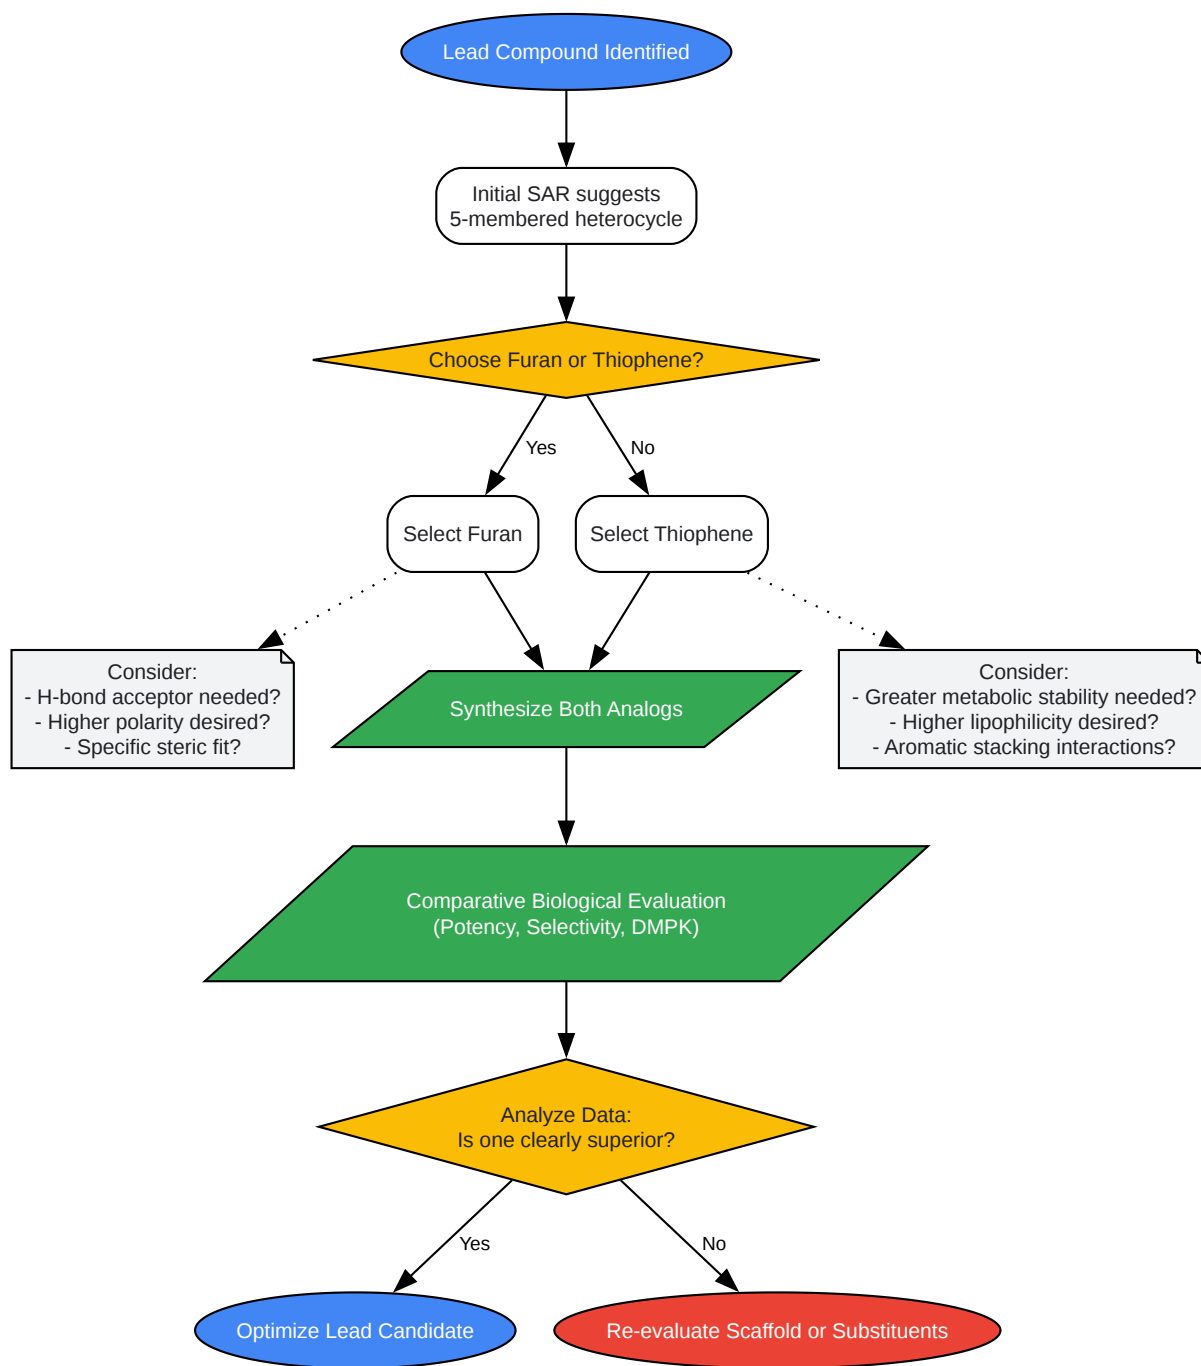 Lead Compound Identified
Initial SAR suggests
5-membered heterocycle
Choose Furan or Thiophene?
Yes
No
Select Furan
Select Thiophene
Consider:
- H-bond acceptor needed?
- Higher polarity desired?
- Specific steric fit?
Synthesize Both Analogs
Consider:
- Greater metabolic stability needed?
- Higher lipophilicity desired?
- Aromatic stacking interactions?
Comparative Biological Evaluation
(Potency, Selectivity, DMPK)
Analyze Data:
Is one clearly superior?
Yes
No
Optimize Lead Candidate
Re-evaluate Scaffold or Substituents